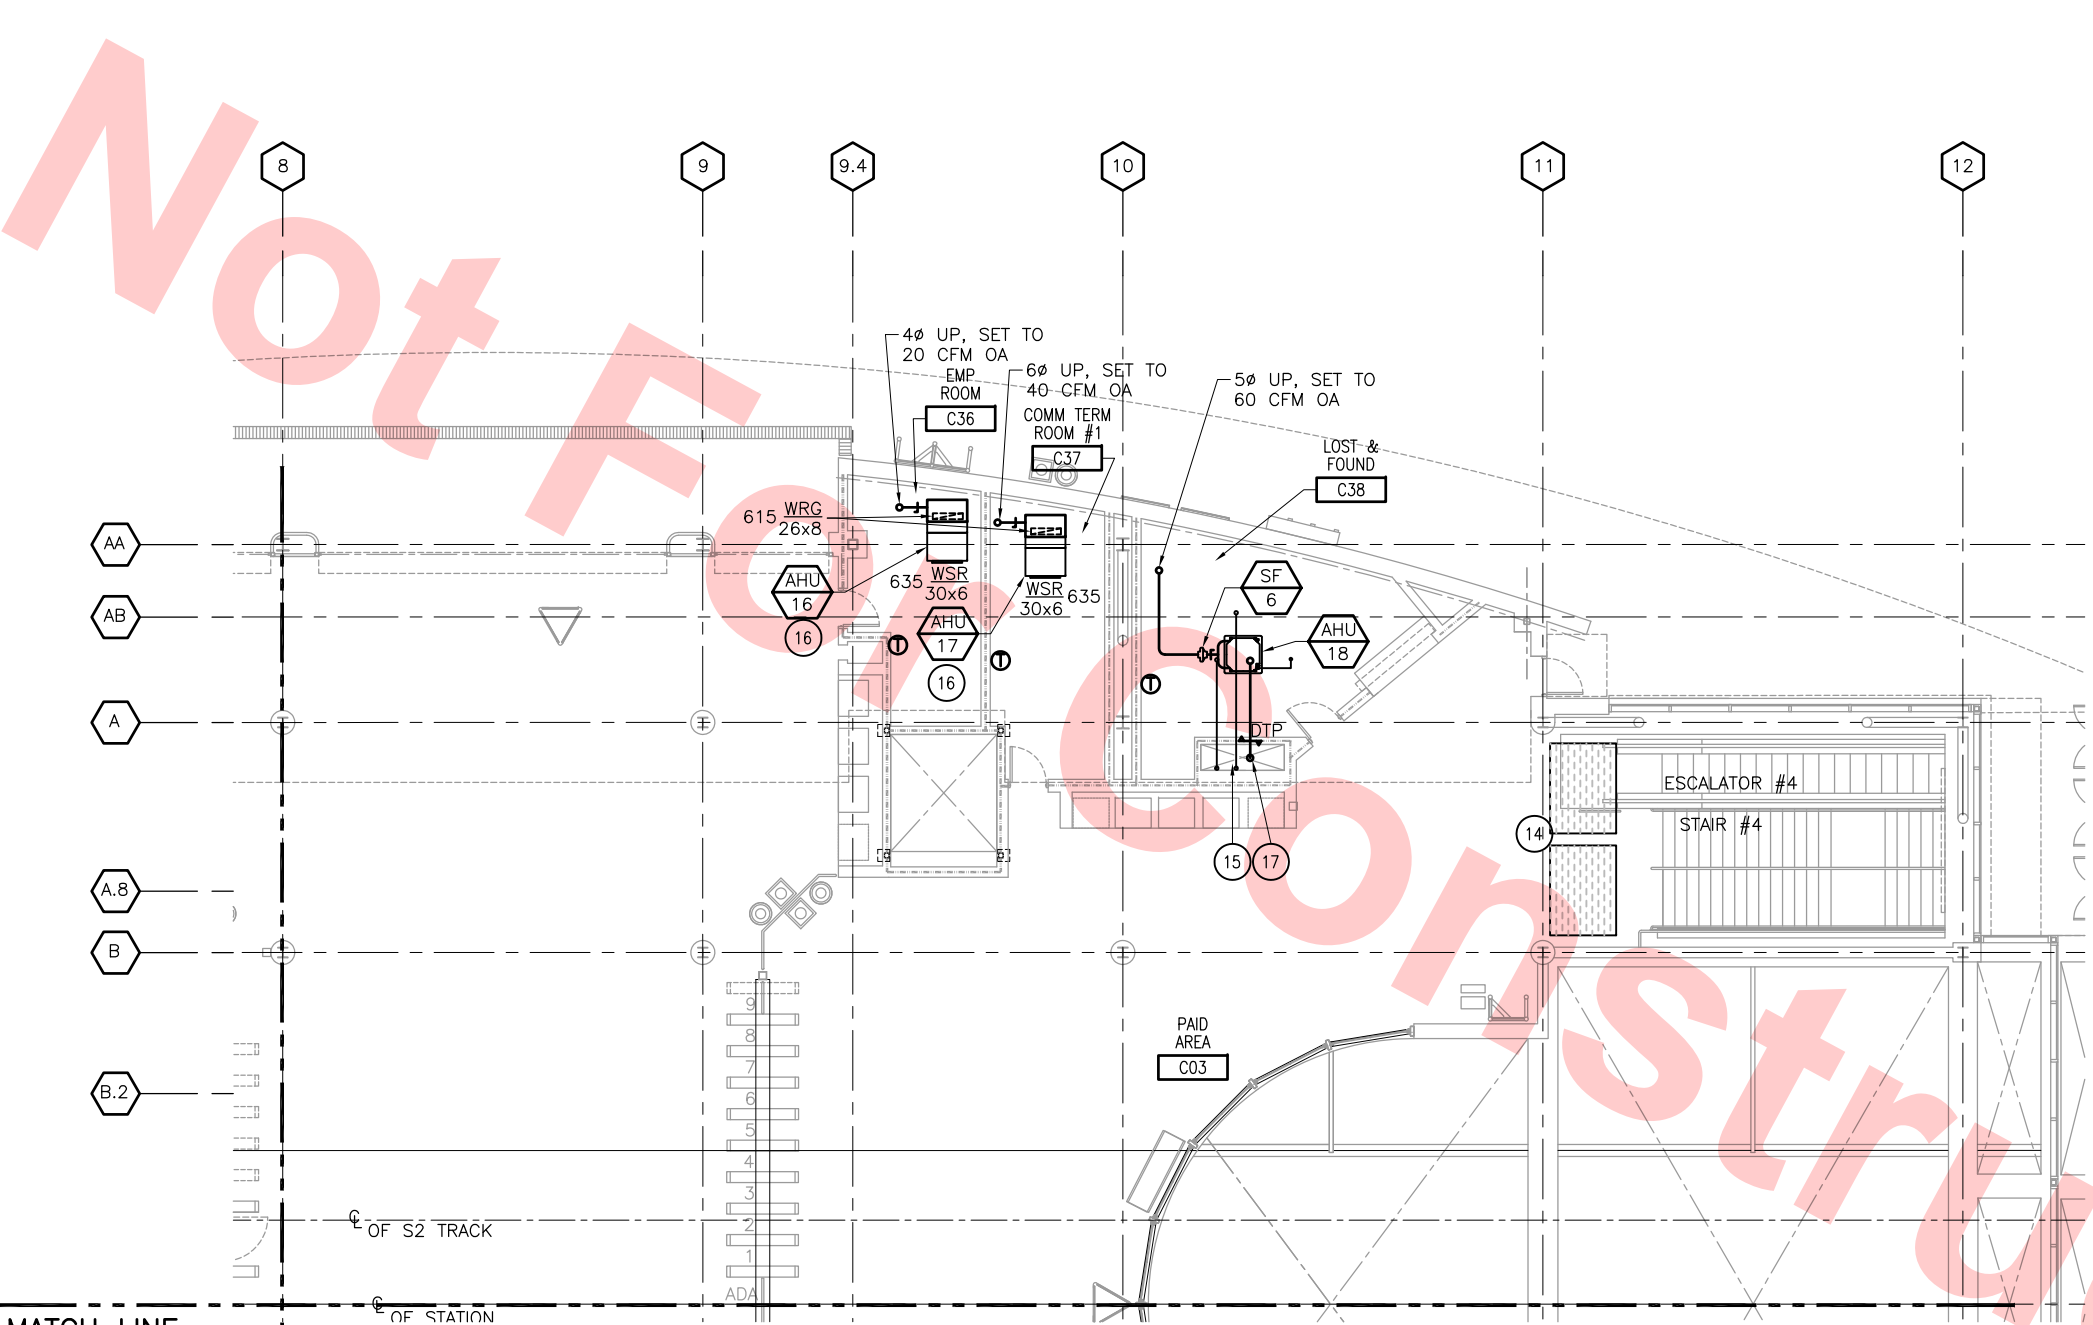 8
9
9.4
10
11
12
4ø UP, SET TO
20 CFM OA
EMP
ROOM
C36
6ø UP, SET TO
40 CFM OA
COMM TERM
ROOM #1
C37
5ø UP, SET TO
60 CFM OA
LOST &
FOUND
C38
615 WRG
26x8
AA
AHU
16
16
635 WSR
30x6
WSR 635
30x6
AHU
17
16
SF
6
AHU
18
AB
T
T
T
A
DTP
ESCALATOR #4
STAIR #4
14
15
17
A.8
B
9
8
7
6
5
4
3
2
1
ADA
PAID
AREA
C03
B.2
℄ OF S2 TRACK
℄ OF STATION
MATCH LINE
Not For Constru